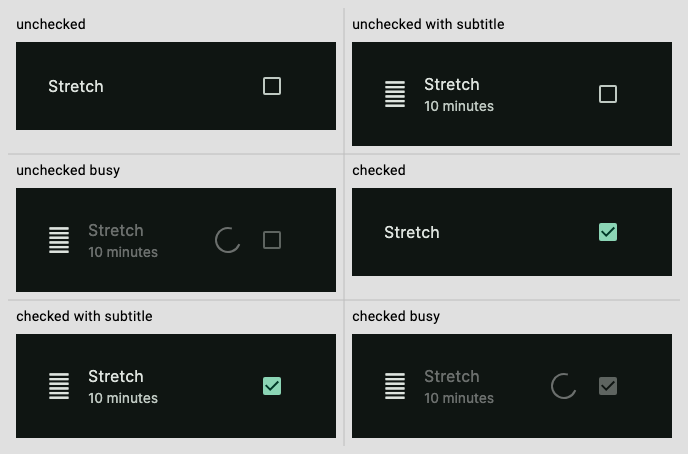 unchecked
Stretch
unchecked with subtitle
Stretch
10 minutes
unchecked busy
Stretch
10 minutes
checked
Stretch
checked with subtitle
Stretch
10 minutes
checked busy
Stretch
10 minutes